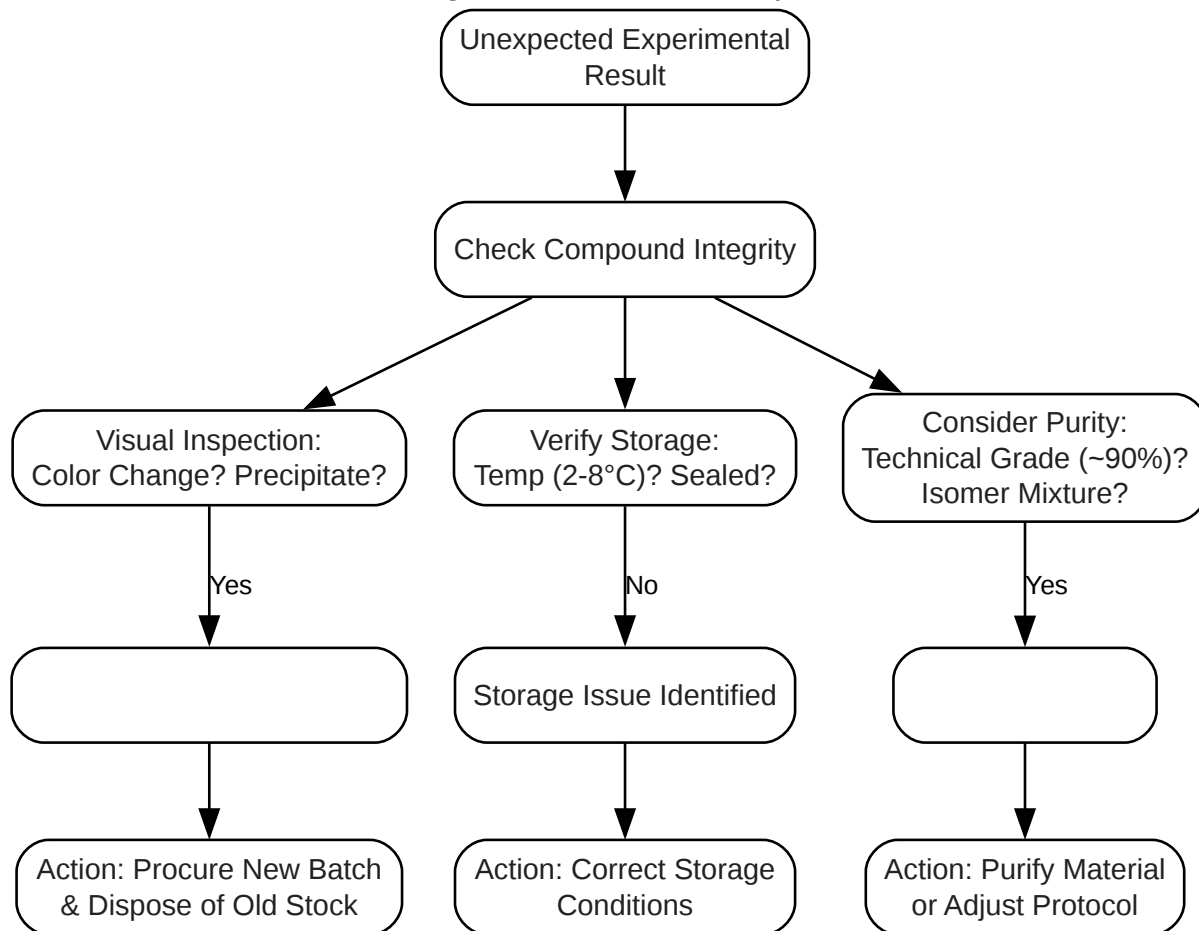 Unexpected Experimental
Result
Check Compound Integrity
Visual Inspection:
Color Change? Precipitate?
Verify Storage:
Temp (2-8°C)? Sealed?
Consider Purity:
Technical Grade (~90%)?
Isomer Mixture?
Yes
No
Yes
Storage Issue Identified
Action: Procure New Batch
& Dispose of Old Stock
Action: Correct Storage
Conditions
Action: Purify Material
or Adjust Protocol